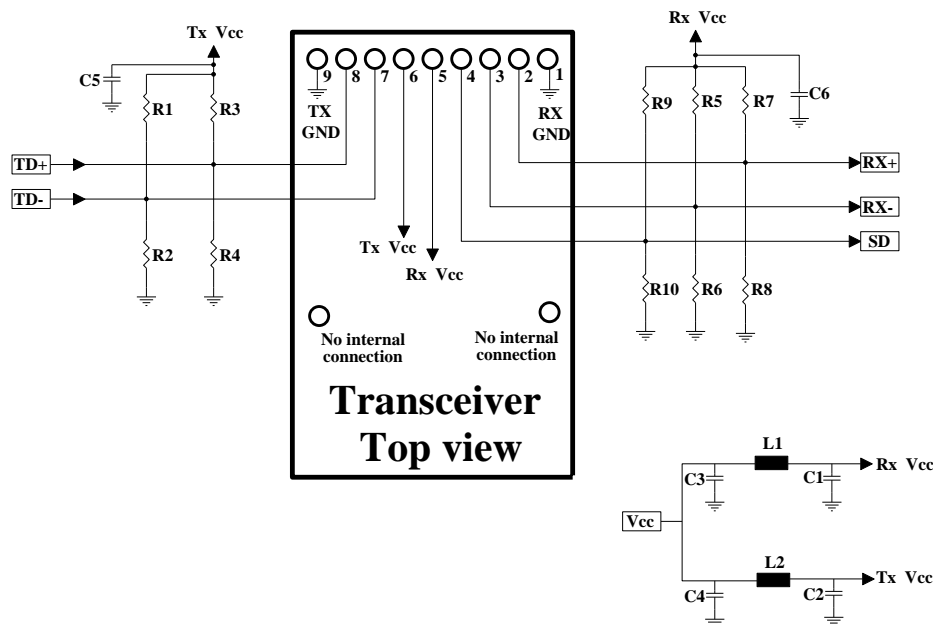 Tx Vcc
C5
R1
R3
TD+
TD-
R2
R4
9
8
7
6
5
4
3
2
1
TX
GND
RX
GND
Tx Vcc
Rx Vcc
No internal
connection
No internal
connection
Transceiver
Top view
Rx Vcc
R9
R5
R7
C6
RX+
RX-
SD
R10
R6
R8
L1
Rx Vcc
C3
C1
Vcc
L2
Tx Vcc
C4
C2